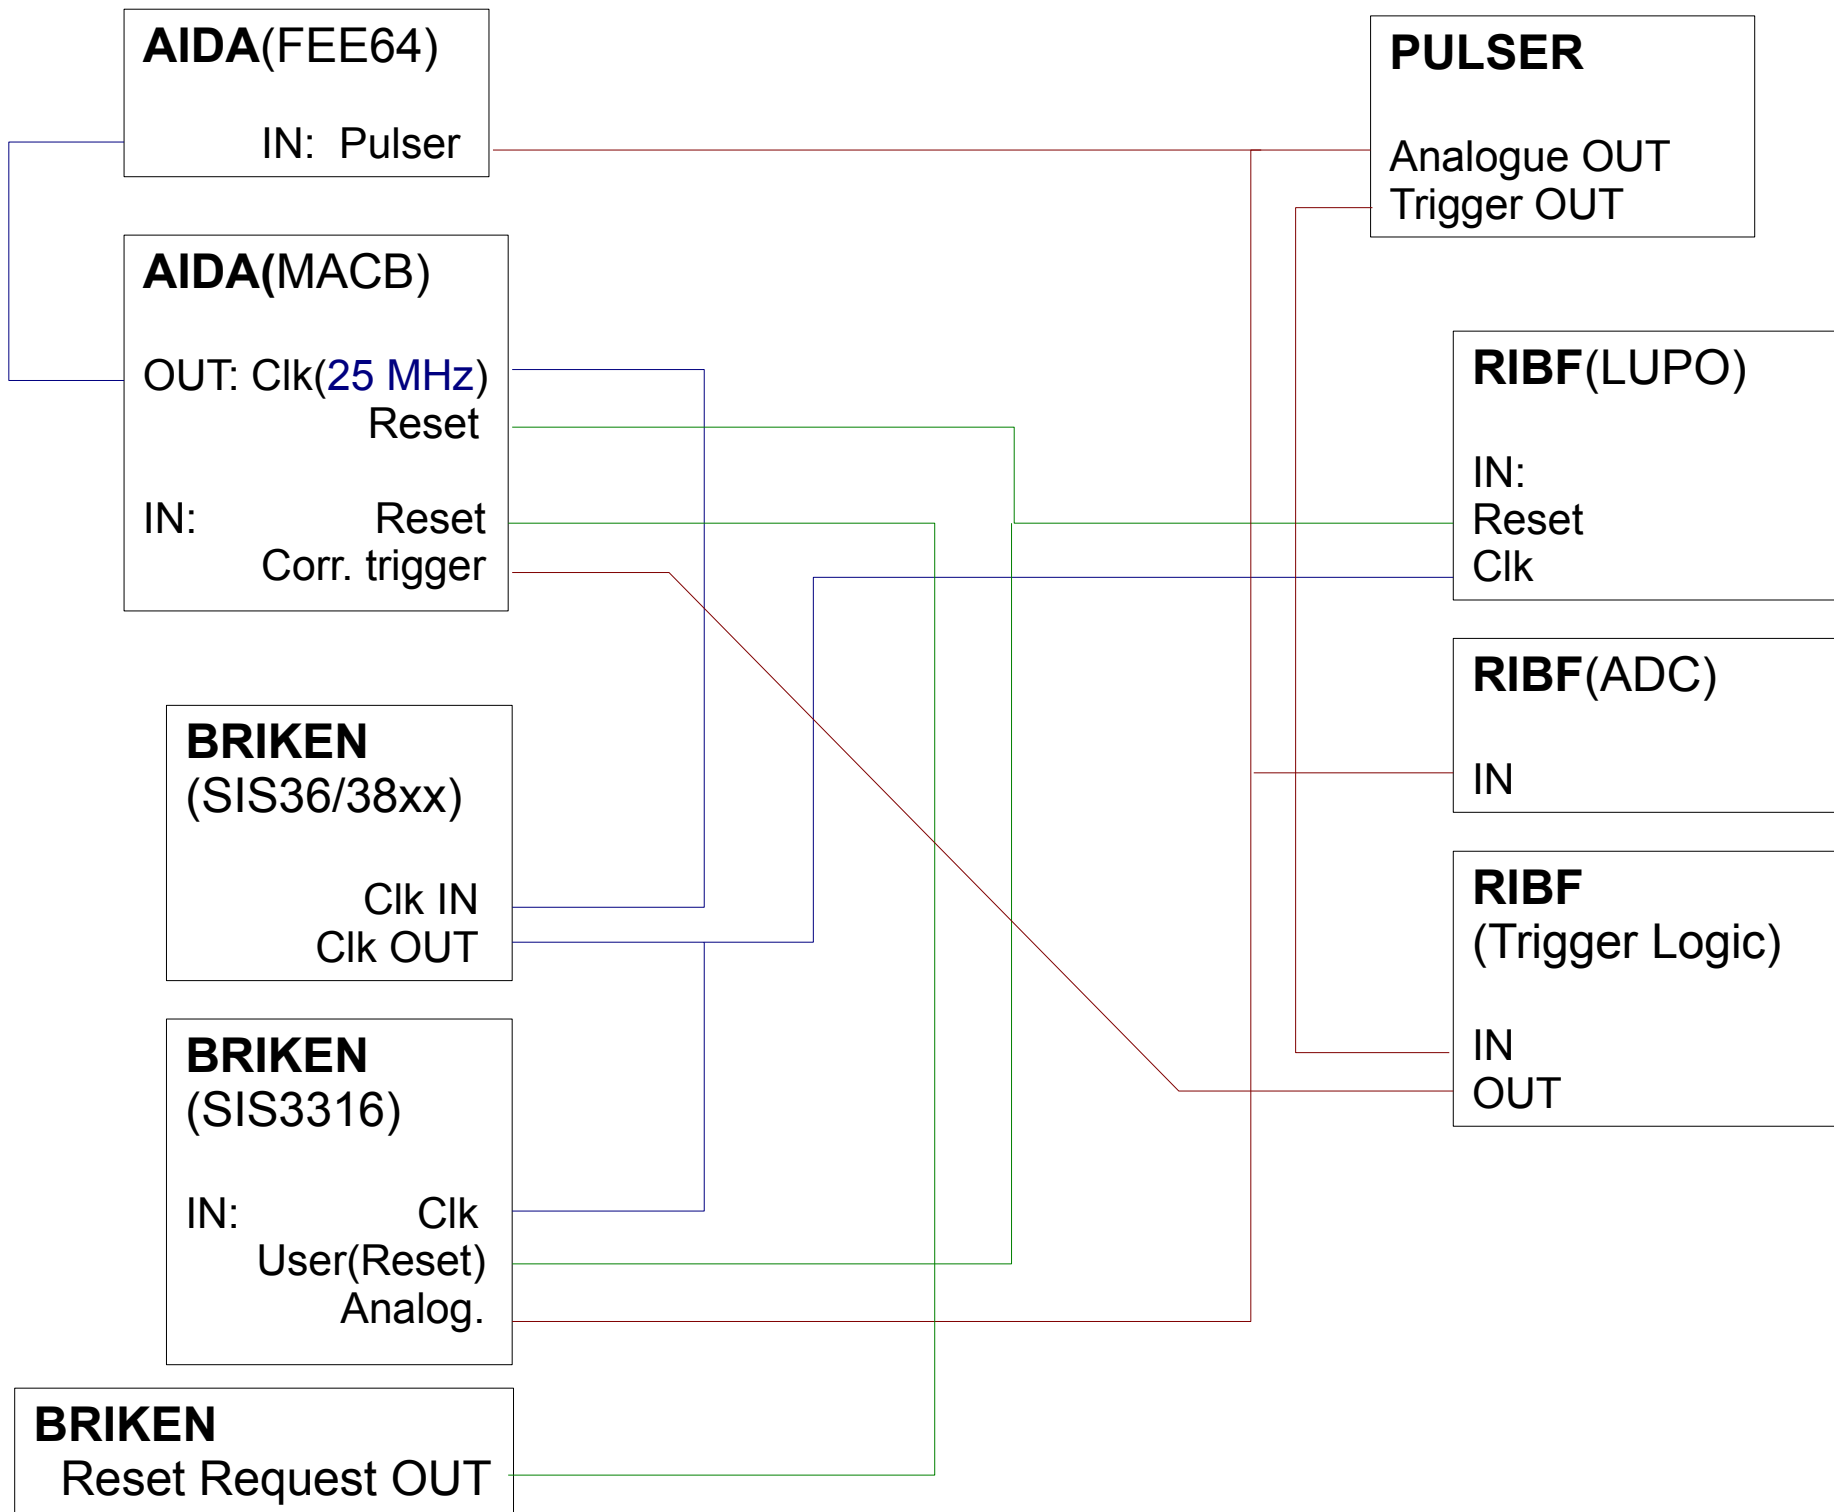 AIDA(FEE64)
IN: Pulser
AIDA(MACB)
OUT: Clk(25 MHz)
Reset
IN: Reset
Corr. trigger
BRIKEN
(SIS36/38xx)
Clk IN
Clk OUT
BRIKEN
(SIS3316)
IN: Clk
User(Reset)
Analog.
BRIKEN
Reset Request OUT
PULSER
Analogue OUT
Trigger OUT
RIBF(LUPO)
IN:
Reset
Clk
RIBF(ADC)
IN
RIBF
(Trigger Logic)
IN
OUT